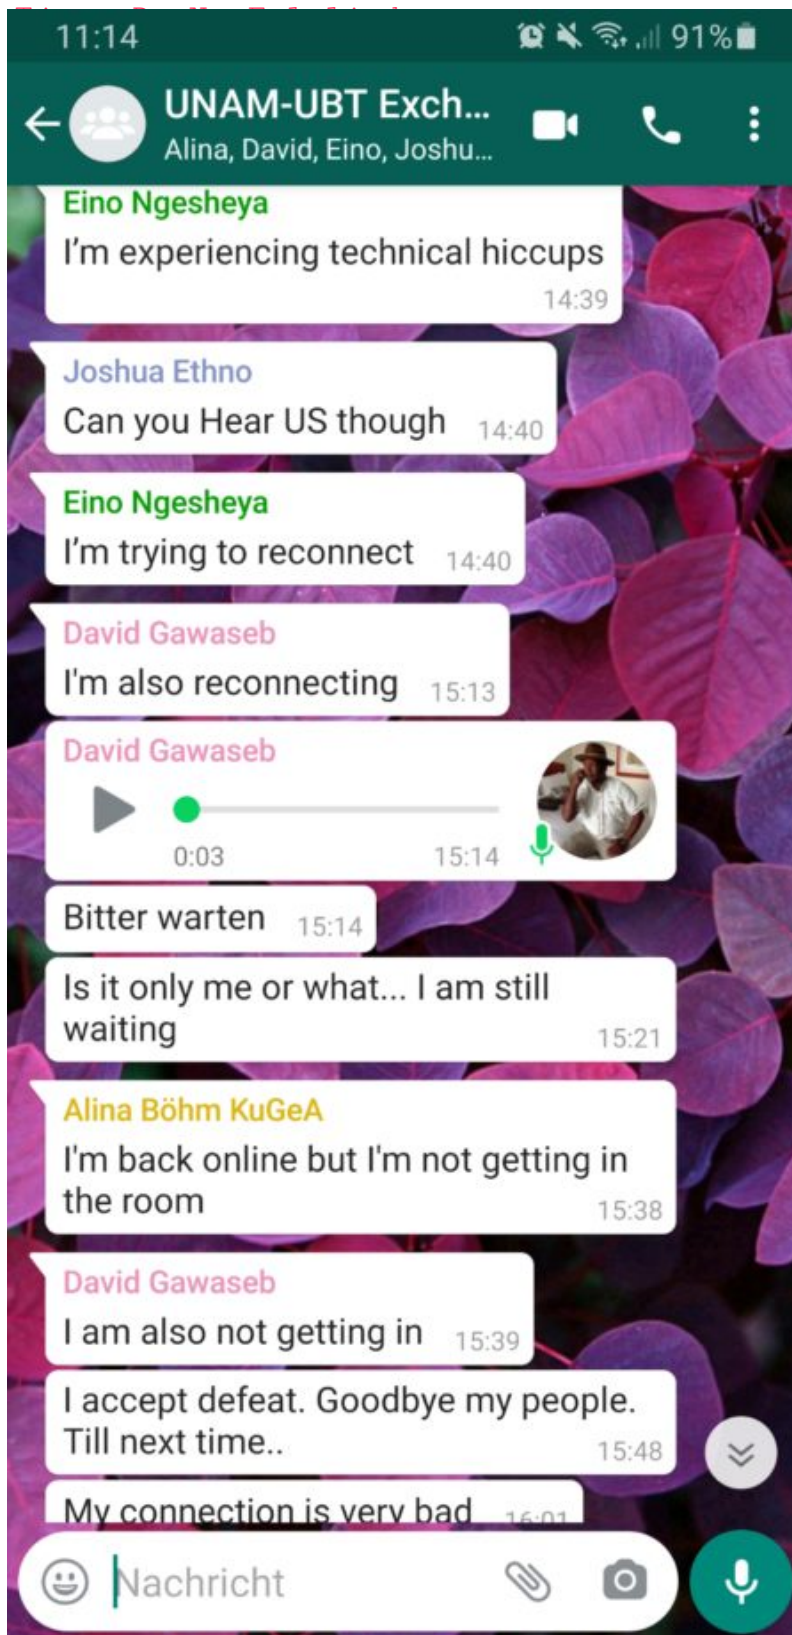 11:14
91%
UNAM-UBT Exch...
Alina, David, Eino, Joshu...
Eino Ngesheya
I’m experiencing technical hiccups
14:39
Joshua Ethno
Can you Hear US though 14:40
Eino Ngesheya
I’m trying to reconnect 14:40
David Gawaseb
I'm also reconnecting 15:13
David Gawaseb
0:03 15:14
Bitter warten 15:14
Is it only me or what... I am still
waiting 15:21
Alina Böhm KuGeA
I'm back online but I'm not getting in
the room 15:38
David Gawaseb
I am also not getting in 15:39
I accept defeat. Goodbye my people.
Till next time.. 15:48
My connection is very bad 16:01
Nachricht